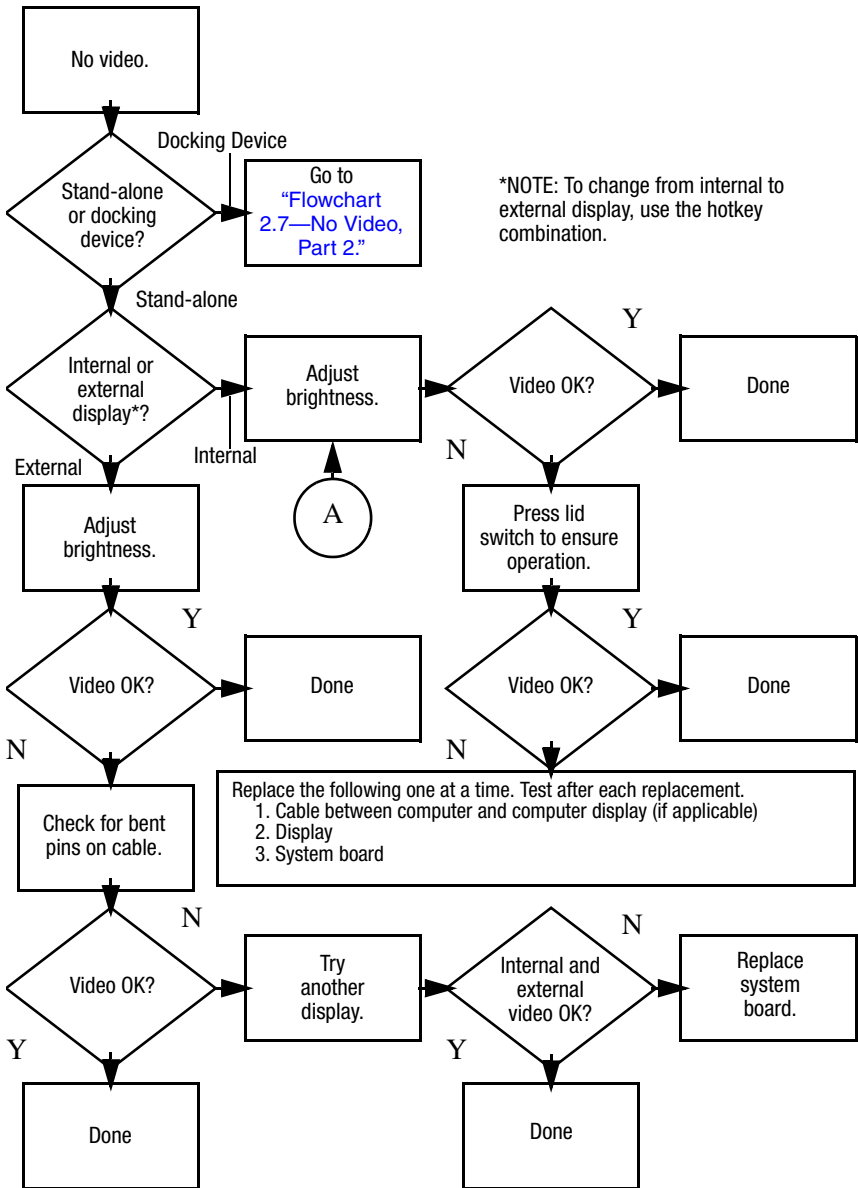 No video.
Docking Device
Stand-alone
or docking
device?
Go to
“Flowchart
2.7—No Video,
Part 2.”
*NOTE: To change from internal to
external display, use the hotkey
combination.
Stand-alone
Internal or
external
display*?
Internal
External
Adjust
brightness.
A
Video OK?
Y
Done
N
Press lid
switch to ensure
operation.
Adjust
brightness.
Video OK?
Y
Done
N
Video OK?
Y
Done
N
Replace the following one at a time. Test after each replacement.
1. Cable between computer and computer display (if applicable)
2. Display
3. System board
Check for bent
pins on cable.
Video OK?
N
Try
another
display.
Internal and
external
video OK?
N
Replace
system
board.
Y
Done
Y
Done